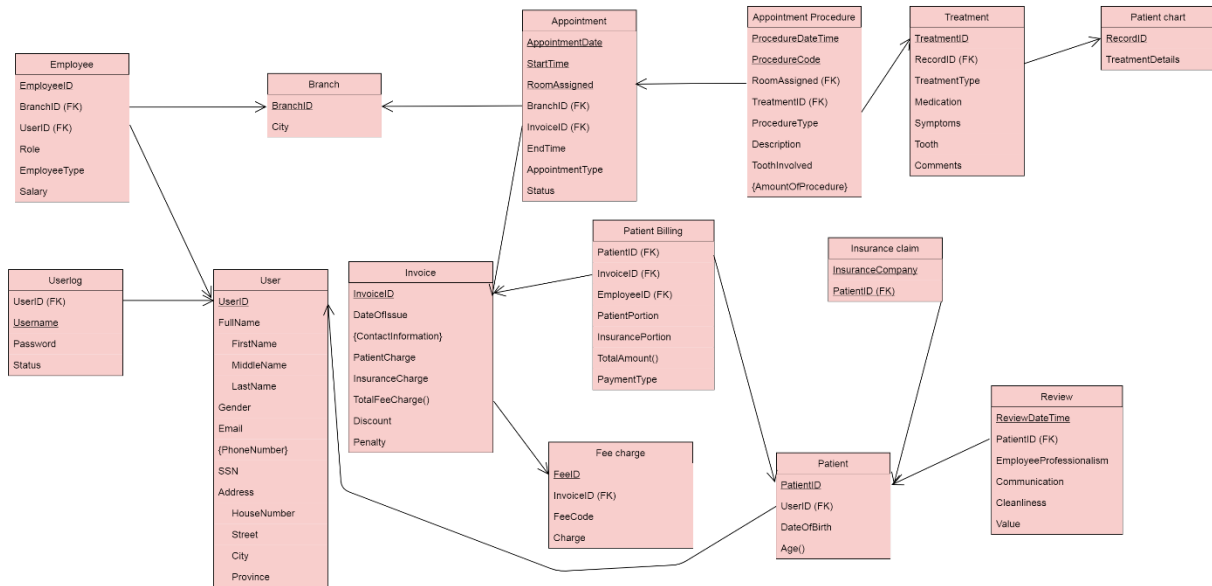 Employee
EmployeeID
BranchID (FK)
UserID (FK)
Role
EmployeeType
Salary
Branch
BranchID
City
Appointment
AppointmentDate
StartTime
RoomAssigned
BranchID (FK)
InvoiceID (FK)
EndTime
AppointmentType
Status
Appointment Procedure
ProcedureDateTime
ProcedureCode
RoomAssigned (FK)
TreatmentID (FK)
ProcedureType
Description
ToothInvolved
{AmountOfProcedure}
Treatment
TreatmentID
RecordID (FK)
TreatmentType
Medication
Symptoms
Tooth
Comments
Patient chart
RecordID
TreatmentDetails
Userlog
UserID (FK)
Username
Password
Status
User
UserID
FullName
FirstName
MiddleName
LastName
Gender
Email
{PhoneNumber}
SSN
Address
HouseNumber
Street
City
Province
Invoice
InvoiceID
DateOfIssue
{ContactInformation}
PatientCharge
InsuranceCharge
TotalFeeCharge()
Discount
Penalty
Patient Billing
PatientID (FK)
InvoiceID (FK)
EmployeeID (FK)
PatientPortion
InsurancePortion
TotalAmount()
PaymentType
Insurance claim
InsuranceCompany
PatientID (FK)
Fee charge
FeeID
InvoiceID (FK)
FeeCode
Charge
Patient
PatientID
UserID (FK)
DateOfBirth
Age()
Review
ReviewDateTime
PatientID (FK)
EmployeeProfessionalism
Communication
Cleanliness
Value